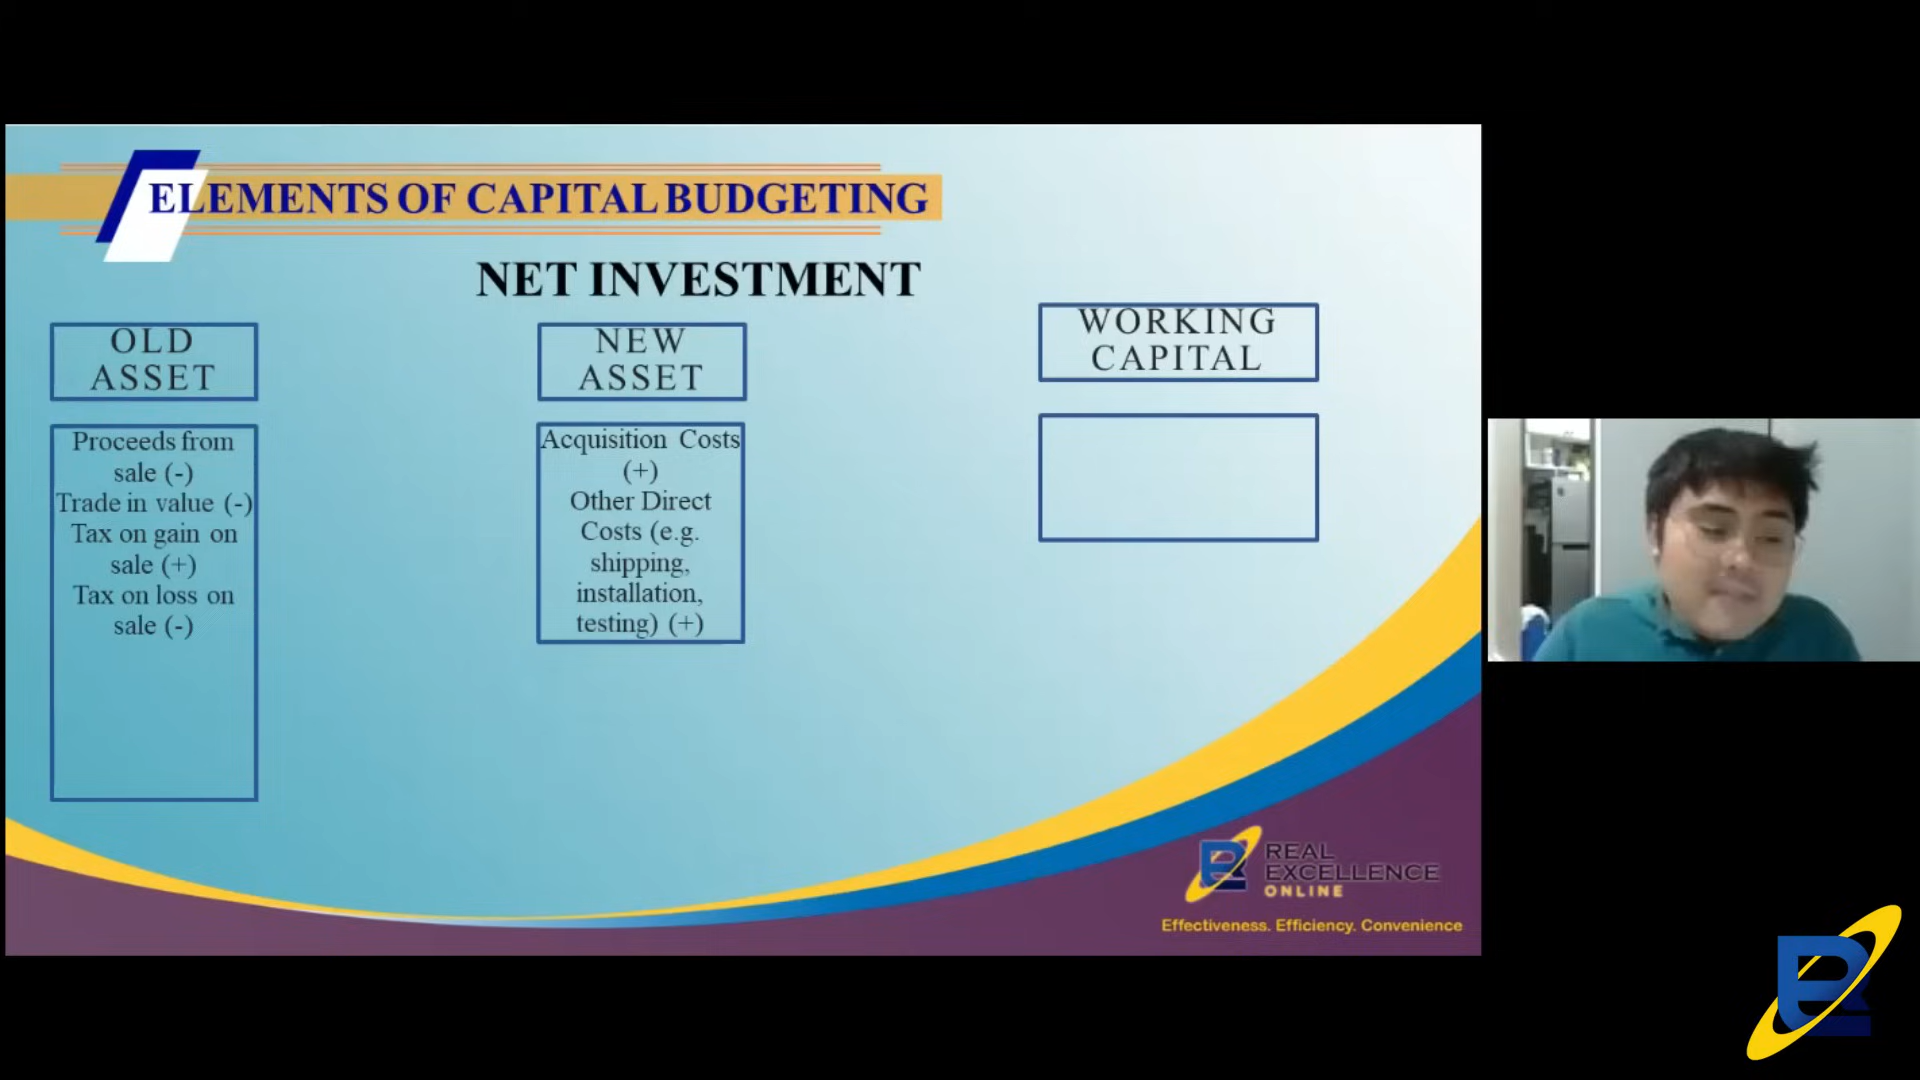 ELEMENTS OF CAPITAL BUDGETING
NET INVESTMENT
OLD
ASSET
Proceeds from
sale (-)
Trade in value (-)
Tax on gain on
sale (+)
Tax on loss on
sale (-)
NEW
ASSET
Acquisition Costs
(+)
Other Direct
Costs (e.g.
shipping,
installation,
testing) (+)
WORKING
CAPITAL
REAL
EXCELLENCE
ONLINE
Effectiveness. Efficiency. Convenience